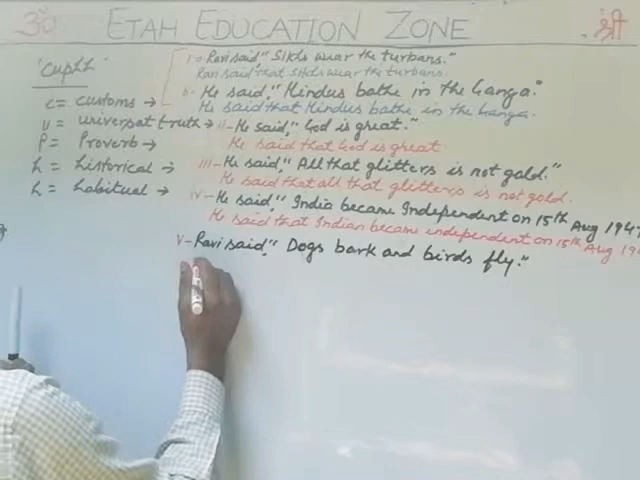 ॐ ETAH EDUCATION ZONE श्री
'CUPHH'
C = customs →
U = universal truth →
P = Proverb →
h = historical →
h = habitual →
i - Ravi said, "Sikhs wear the turbans."
Ravi said that Sikhs wear the turbans.
ii- He said, "Hindus bathe in the Ganga."
He said that Hindus bathe in the Ganga.
ii - He said, "God is great."
He said that God is great
iii - He said, "All that glitters is not gold."
He said that all that glitters is not gold.
iv - He said, "India became Independent on 15th Aug 1947
He said that Indian became independent on 15th Aug 19
v - Ravi said, "Dogs bark and birds fly."